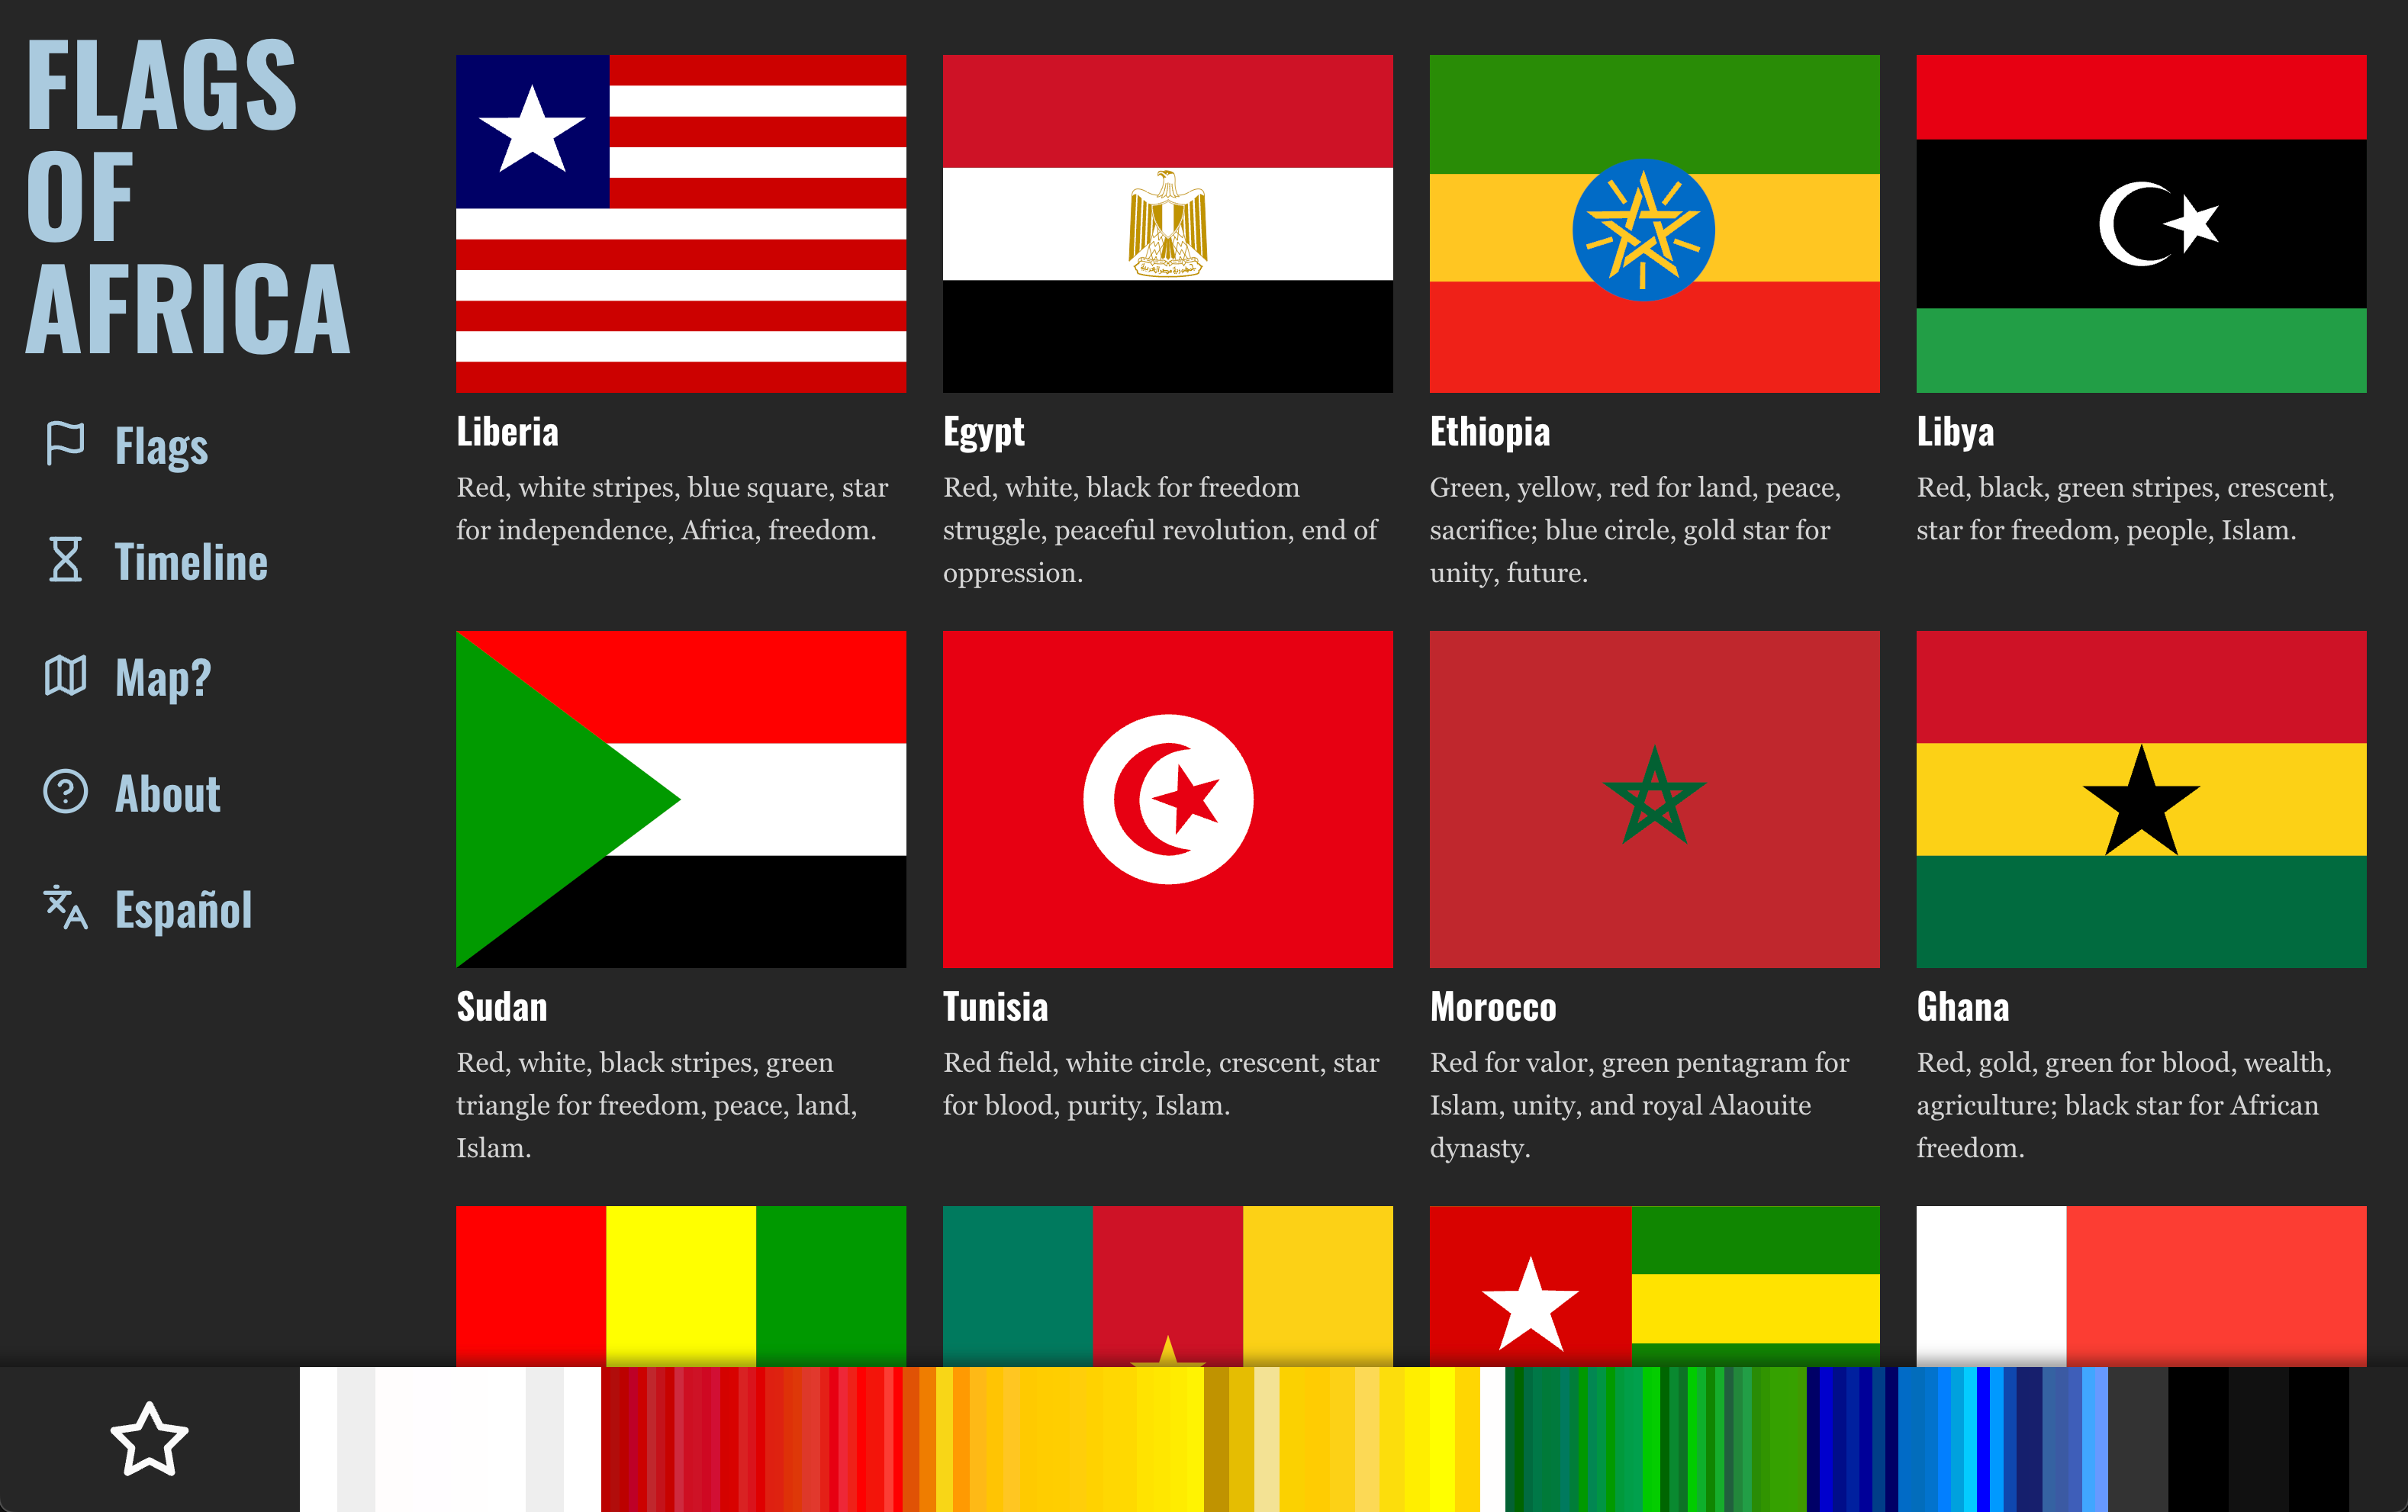 FLAGS
OF
AFRICA
Flags
Timeline
Map?
About
Español
Liberia
Red, white stripes, blue square, star
for independence, Africa, freedom.
Egypt
Red, white, black for freedom
struggle, peaceful revolution, end of
oppression.
Ethiopia
Green, yellow, red for land, peace,
sacrifice; blue circle, gold star for
unity, future.
Libya
Red, black, green stripes, crescent,
star for freedom, people, Islam.
Sudan
Red, white, black stripes, green
triangle for freedom, peace, land,
Islam.
Tunisia
Red field, white circle, crescent, star
for blood, purity, Islam.
Morocco
Red for valor, green pentagram for
Islam, unity, and royal Alaouite
dynasty.
Ghana
Red, gold, green for blood, wealth,
agriculture; black star for African
freedom.